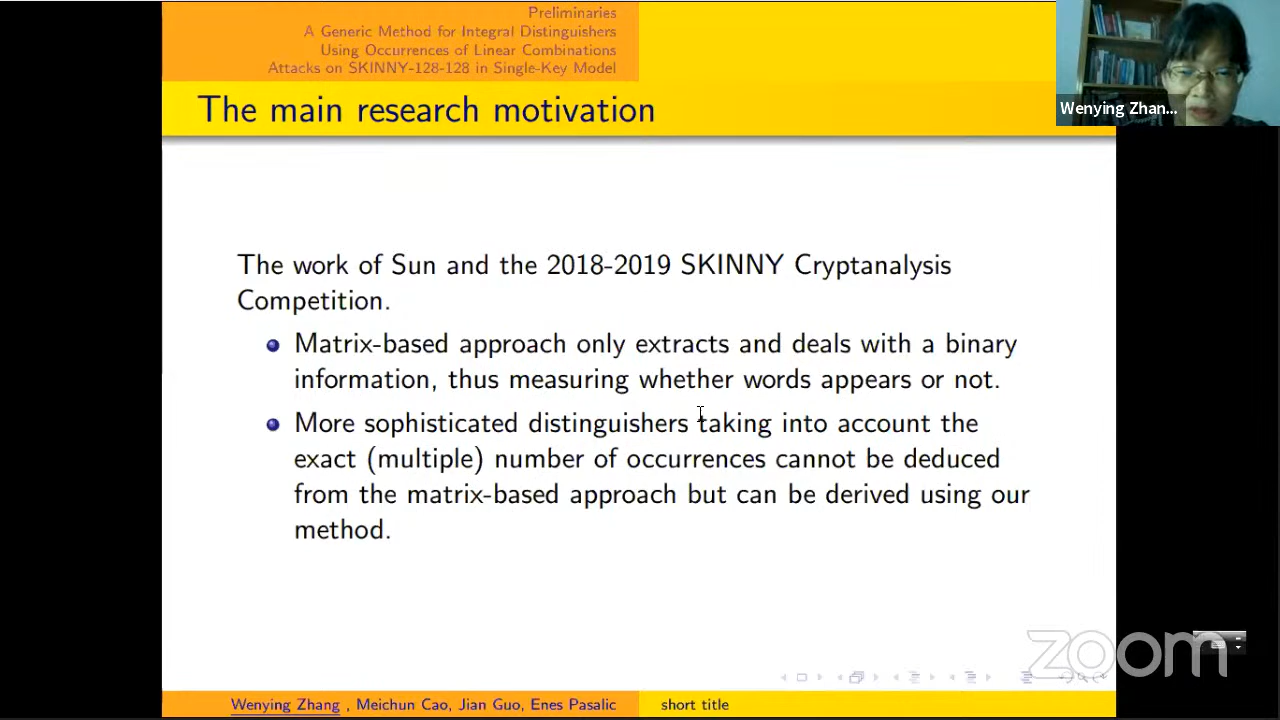 Preliminaries
A Generic Method for Integral Distinguishers
Using Occurrences of Linear Combinations
Attacks on SKINNY-128-128 in Single-Key Model
The main research motivation
Wenying Zhan...
The work of Sun and the 2018-2019 SKINNY Cryptanalysis
Competition.
Matrix-based approach only extracts and deals with a binary
information, thus measuring whether words appears or not.
More sophisticated distinguishers taking into account the
exact (multiple) number of occurrences cannot be deduced
from the matrix-based approach but can be derived using our
method.
zoom
Wenying Zhang , Meichun Cao, Jian Guo, Enes Pasalic short title